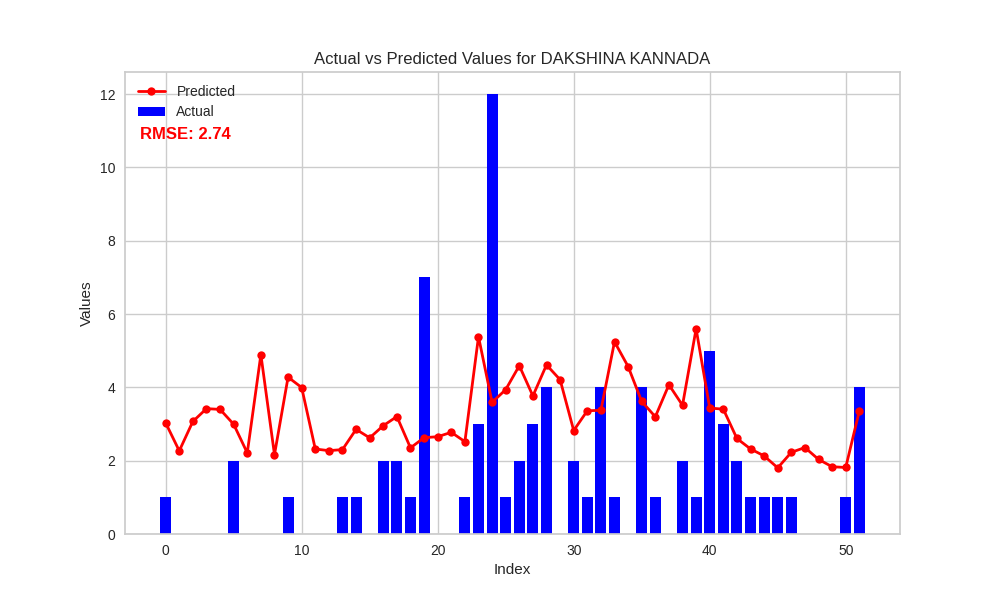 Actual vs Predicted Values for DAKSHINA KANNADA
Predicted
Actual
RMSE: 2.74
Values
12
10
8
6
4
2
0
0 10 20 30 40 50
Index